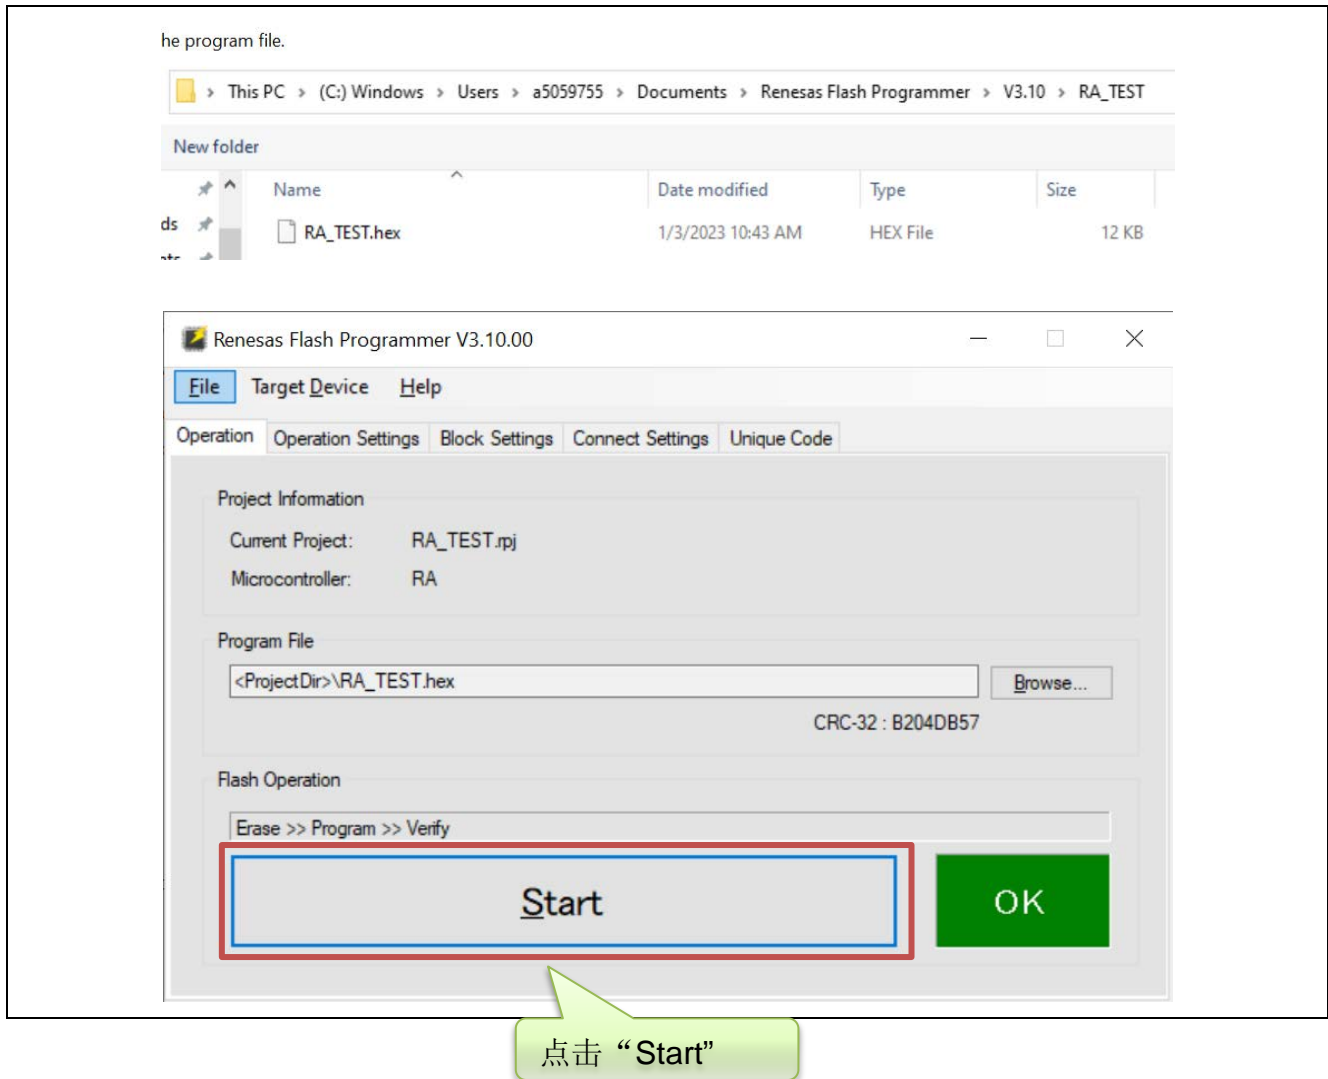 he program file.
This PC > (C:) Windows > Users > a5059755 > Documents > Renesas Flash Programmer > V3.10 > RA_TEST
New folder
Name Date modified Type Size
ds RA_TEST.hex 1/3/2023 10:43 AM HEX File 12 KB
Renesas Flash Programmer V3.10.00
File Target Device Help
Operation Operation Settings Block Settings Connect Settings Unique Code
Project Information
Current Project: RA_TEST.rpj
Microcontroller: RA
Program File
<ProjectDir>\RA_TEST.hex Browse...
CRC-32 : B204DB57
Flash Operation
Erase >> Program >> Verify
Start OK
点击“Start”